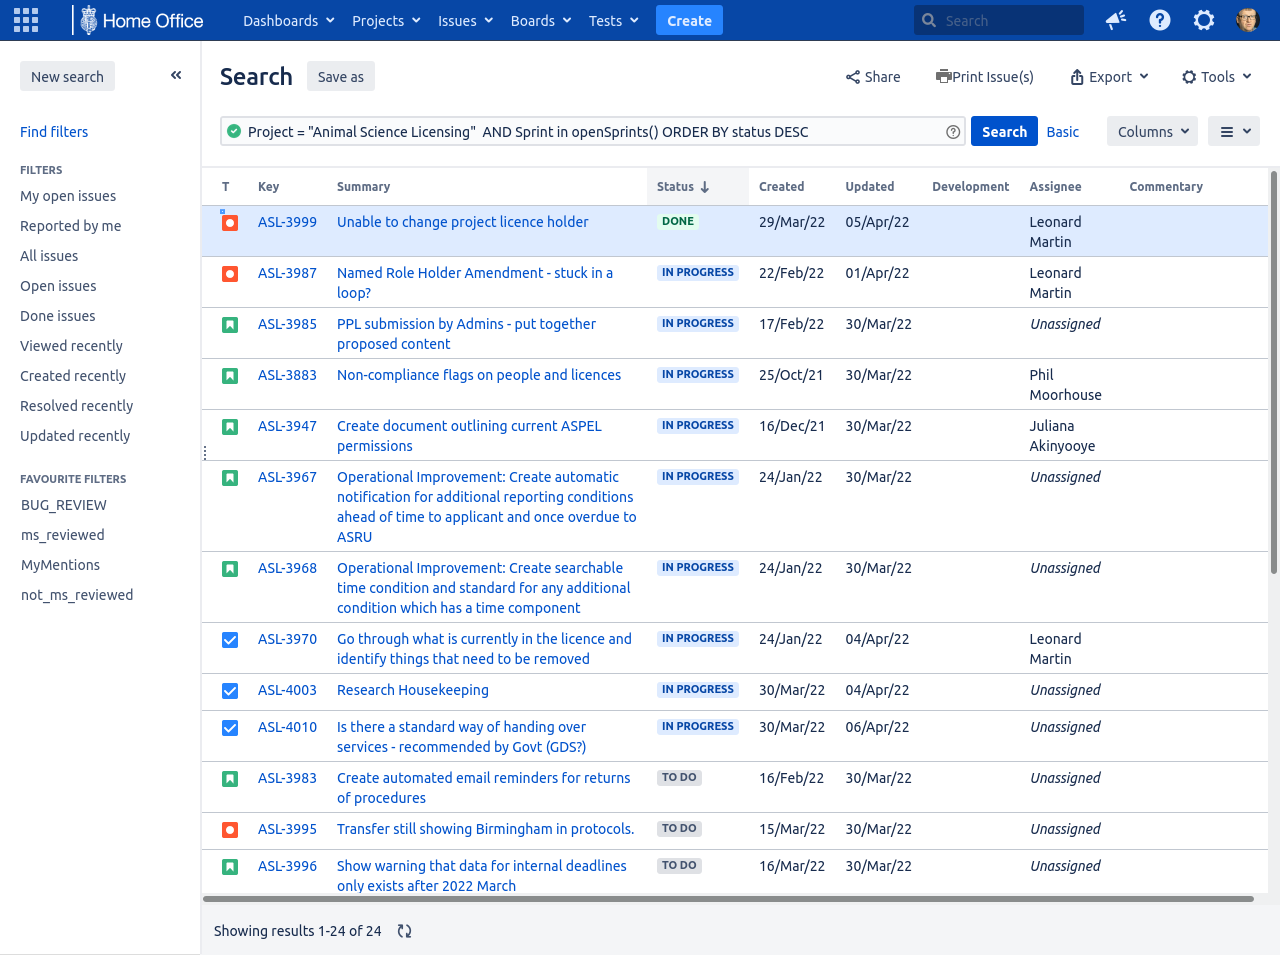 Home Office Dashboards Projects Issues Boards Tests Create Search
New search
Search Save as Share Print Issue(s) Export Tools
Find filters
Project = "Animal Science Licensing"  AND Sprint in openSprints() ORDER BY status DESC Search Basic Columns
FILTERS
My open issues
Reported by me
All issues
Open issues
Done issues
Viewed recently
Created recently
Resolved recently
Updated recently
FAVOURITE FILTERS
BUG_REVIEW
ms_reviewed
MyMentions
not_ms_reviewed
T Key Summary Status Created Updated Development Assignee Commentary
ASL-3999 Unable to change project licence holder DONE 29/Mar/22 05/Apr/22 Leonard
Martin
ASL-3987 Named Role Holder Amendment - stuck in a IN PROGRESS 22/Feb/22 01/Apr/22 Leonard
loop? Martin
ASL-3985 PPL submission by Admins - put together IN PROGRESS 17/Feb/22 30/Mar/22 Unassigned
proposed content
ASL-3883 Non-compliance flags on people and licences IN PROGRESS 25/Oct/21 30/Mar/22 Phil
Moorhouse
ASL-3947 Create document outlining current ASPEL IN PROGRESS 16/Dec/21 30/Mar/22 Juliana
permissions Akinyooye
ASL-3967 Operational Improvement: Create automatic IN PROGRESS 24/Jan/22 30/Mar/22 Unassigned
notification for additional reporting conditions
ahead of time to applicant and once overdue to
ASRU
ASL-3968 Operational Improvement: Create searchable IN PROGRESS 24/Jan/22 30/Mar/22 Unassigned
time condition and standard for any additional
condition which has a time component
ASL-3970 Go through what is currently in the licence and IN PROGRESS 24/Jan/22 04/Apr/22 Leonard
identify things that need to be removed Martin
ASL-4003 Research Housekeeping IN PROGRESS 30/Mar/22 04/Apr/22 Unassigned
ASL-4010 Is there a standard way of handing over IN PROGRESS 30/Mar/22 06/Apr/22 Unassigned
services - recommended by Govt (GDS?)
ASL-3983 Create automated email reminders for returns TO DO 16/Feb/22 30/Mar/22 Unassigned
of procedures
ASL-3995 Transfer still showing Birmingham in protocols. TO DO 15/Mar/22 30/Mar/22 Unassigned
ASL-3996 Show warning that data for internal deadlines TO DO 16/Mar/22 30/Mar/22 Unassigned
only exists after 2022 March
Showing results 1-24 of 24